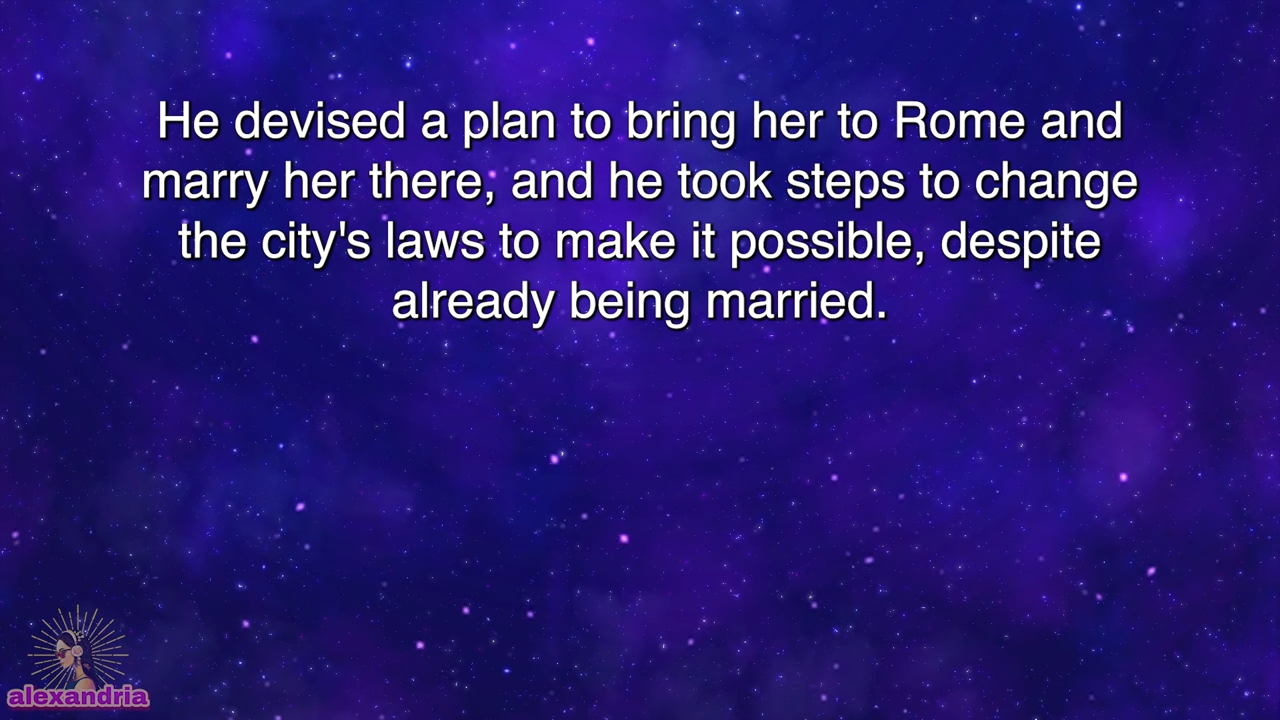 He devised a plan to bring her to Rome and
marry her there, and he took steps to change
the city's laws to make it possible, despite
already being married.
alexandria